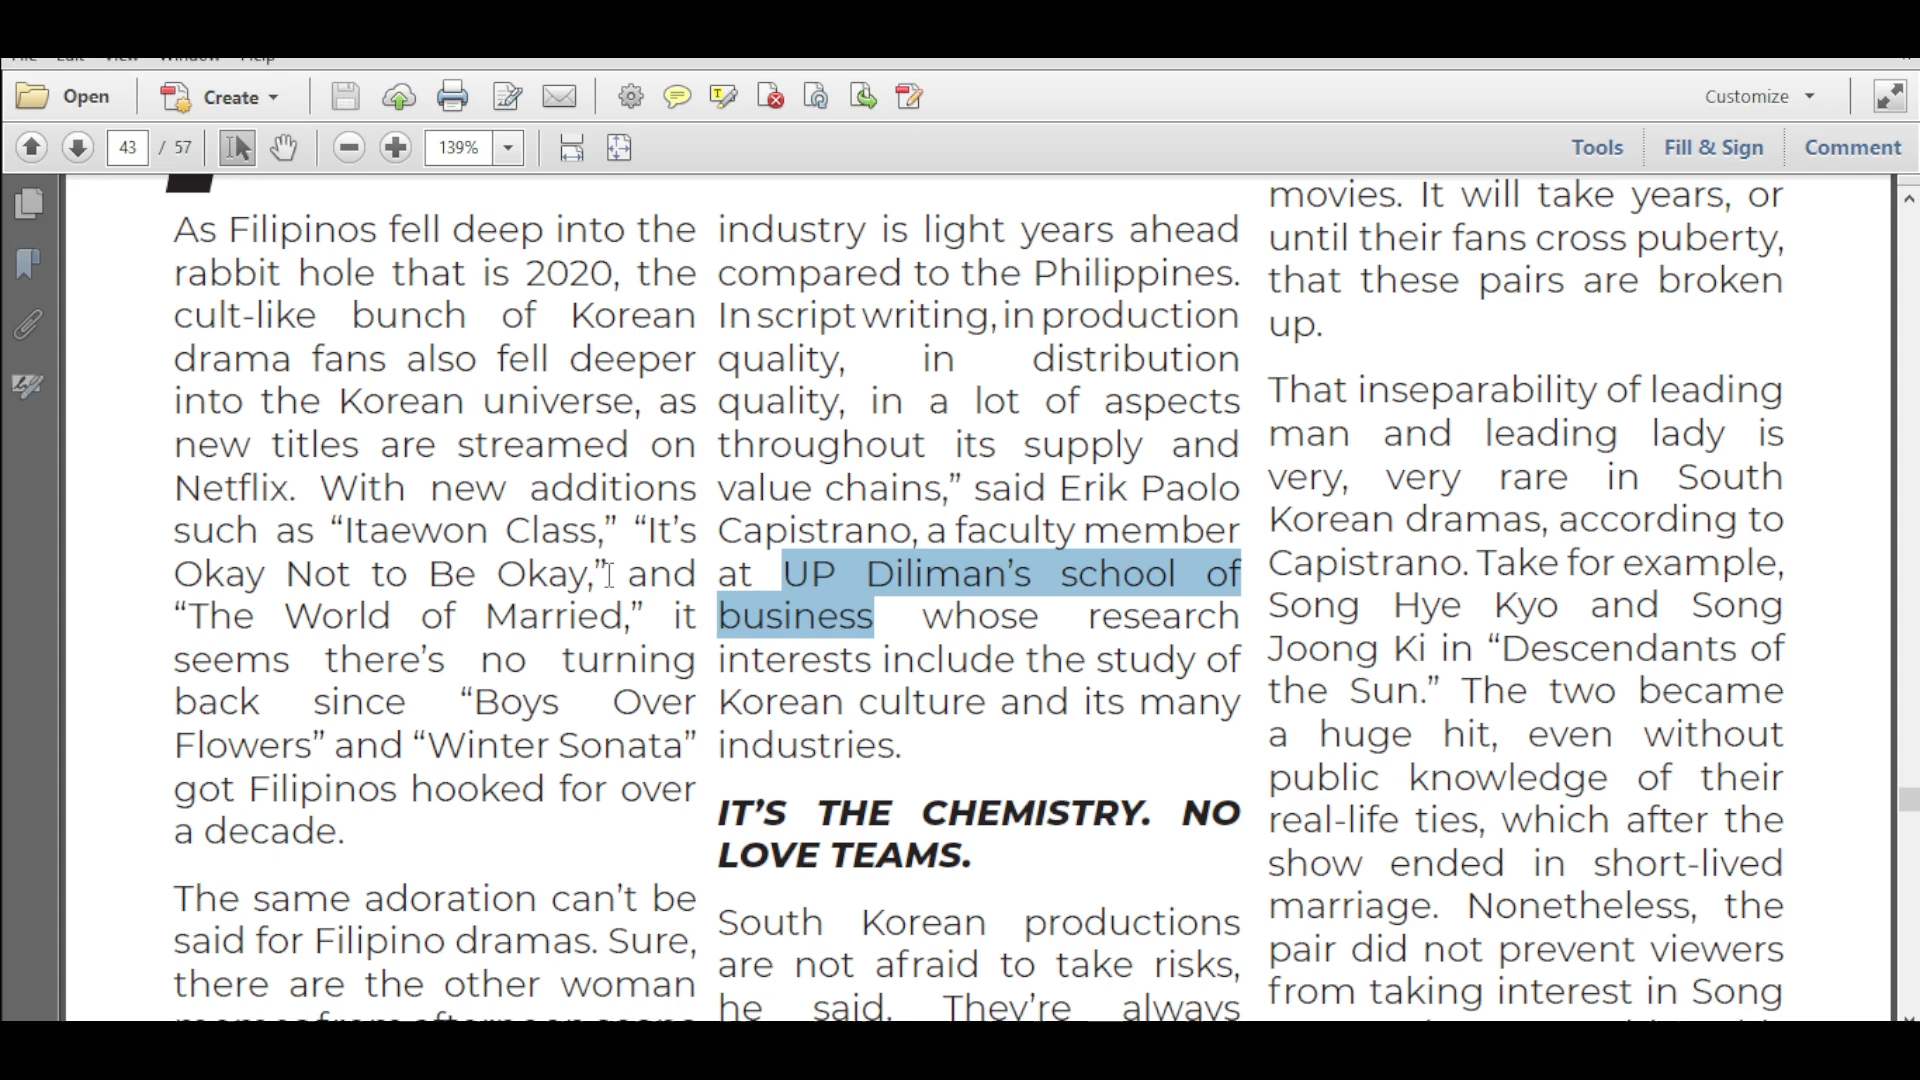 Open
Create
Customize
43 / 57
139%
Tools
Fill & Sign
Comment
As Filipinos fell deep into the
rabbit hole that is 2020, the
cult-like bunch of Korean
drama fans also fell deeper
into the Korean universe, as
new titles are streamed on
Netflix. With new additions
such as “Itaewon Class,” “It’s
Okay Not to Be Okay,” and
“The World of Married,” it
seems there’s no turning
back since “Boys Over
Flowers” and “Winter Sonata”
got Filipinos hooked for over
a decade.
The same adoration can’t be
said for Filipino dramas. Sure,
there are the other woman
industry is light years ahead
compared to the Philippines.
In script writing, in production
quality, in distribution
quality, in a lot of aspects
throughout its supply and
value chains,” said Erik Paolo
Capistrano, a faculty member
at UP Diliman’s school of
business whose research
interests include the study of
Korean culture and its many
industries.
IT’S THE CHEMISTRY. NO
LOVE TEAMS.
South Korean productions
are not afraid to take risks,
he said. They’re always
movies. It will take years, or
until their fans cross puberty,
that these pairs are broken
up.
That inseparability of leading
man and leading lady is
very, very rare in South
Korean dramas, according to
Capistrano. Take for example,
Song Hye Kyo and Song
Joong Ki in “Descendants of
the Sun.” The two became
a huge hit, even without
public knowledge of their
real-life ties, which after the
show ended in short-lived
marriage. Nonetheless, the
pair did not prevent viewers
from taking interest in Song